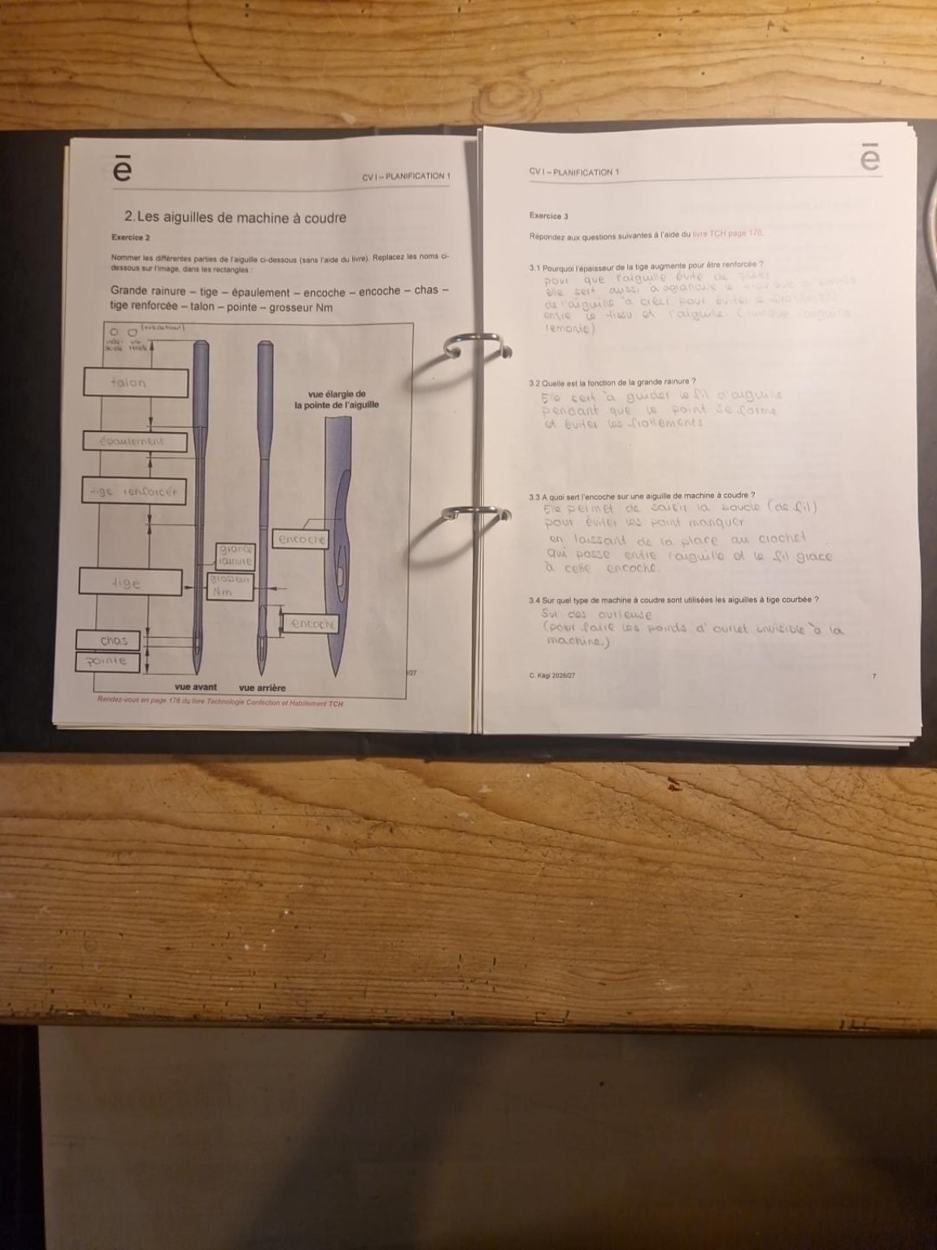 ē
CV I – PLANIFICATION 1
2. Les aiguilles de machine à coudre
Exercice 2
Nommer les différentes parties de l'aiguille ci-dessous (sans l'aide du livre). Replacez les noms ci-
dessous sur l'image, dans les rectangles :
Grande rainure – tige – épaulement – encoche – encoche – chas –
tige renforcée – talon – pointe – grosseur Nm
vue élargie de
la pointe de l'aiguille
talon
épaulement
tige renforcér
encoche
grande
rainure
tige
grosseur
Nm
encoche
chas
pointe
/27
vue avant vue arrière
Rendez-vous en page 178 du livre Technologie Confection et Habillement TCH
CV I – PLANIFICATION 1
ē
Exercice 3
Répondez aux questions suivantes à l'aide du livre TCH page 178.
3.1 Pourquoi l'épaisseur de la tige augmente pour être renforcée ?
pour que l'aiguille évite de
elle sert aussi à agrandir le
de l'aiguille à créer pour éviter
entre le tissu et l'aiguille
remonte)
3.2 Quelle est la fonction de la grande rainure ?
Elle sert à guider le fil d'aiguille
pendant que le point se forme
et éviter les frottements
3.3 A quoi sert l'encoche sur une aiguille de machine à coudre ?
Elle permet de saisir la boucle (de fil)
pour éviter les point manquer
en laissant de la place au crochet
qui passe entre l'aiguille et le fil grace
à cette encoche.
3.4 Sur quel type de machine à coudre sont utilisées les aiguilles à tige courbée ?
Sur des ourleuse
(pour faire les points d'ourlet invisible à la
machine)
C. Kägi 2026/27
7